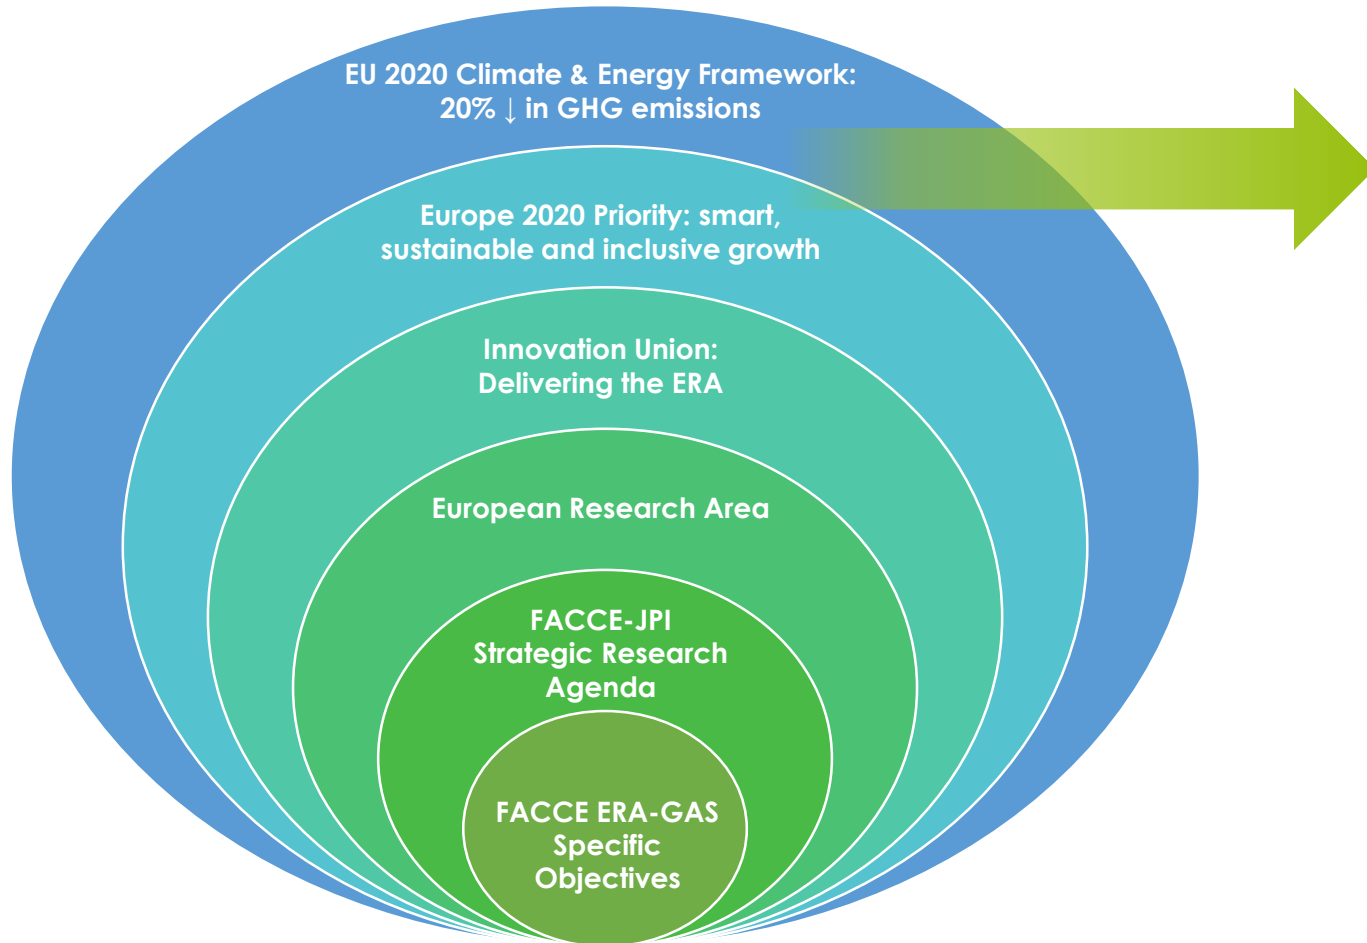 EU 2020 Climate & Energy Framework:
20% ↓ in GHG emissions
Europe 2020 Priority: smart,
sustainable and inclusive growth
Innovation Union:
Delivering the ERA
European Research Area
FACCE-JPI
Strategic Research
Agenda
FACCE ERA-GAS
Specific
Objectives